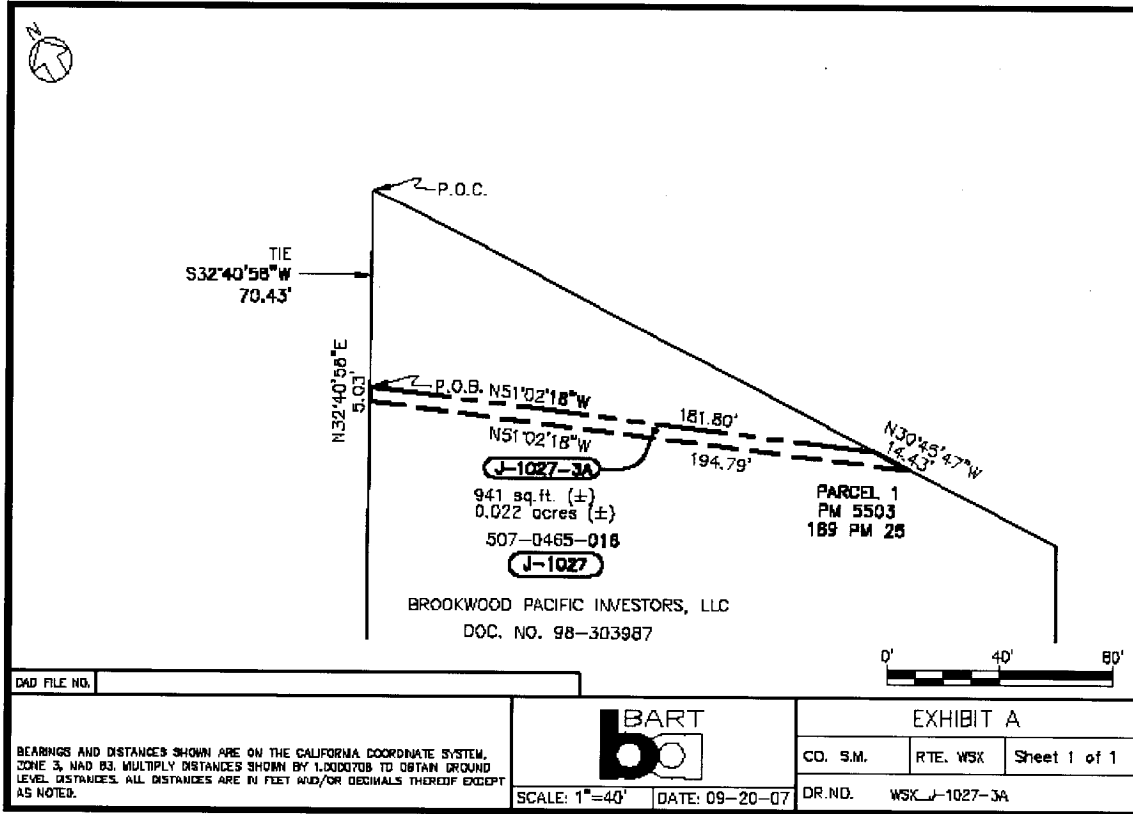 N
P.O.C.
TIE
S32°40'58"W
70.43'
N32°40'58"E
5.03'
P.O.B. N51°02'18"W
181.80'
N51°02'18"W
194.79'
N30°45'47"W
14.43'
J-1027-3A
941 sq.ft. (±)
0.022 acres (±)
507-0465-018
J-1027
PARCEL 1
PM 5503
189 PM 25
BROOKWOOD PACIFIC INVESTORS, LLC
DOC. NO. 98-303987
0' 40' 80'
CAD FILE NO.
BEARINGS AND DISTANCES SHOWN ARE ON THE CALIFORNIA COORDINATE SYSTEM,
ZONE 3, NAD 83. MULTIPLY DISTANCES SHOWN BY 1.0000708 TO OBTAIN GROUND
LEVEL DISTANCES. ALL DISTANCES ARE IN FEET AND/OR DECIMALS THEREOF EXCEPT
AS NOTED.
BART
SCALE: 1"=40'
DATE: 09-20-07
EXHIBIT A
CO. S.M.
RTE. WSX
Sheet 1 of 1
DR.NO. WSX_J-1027-3A